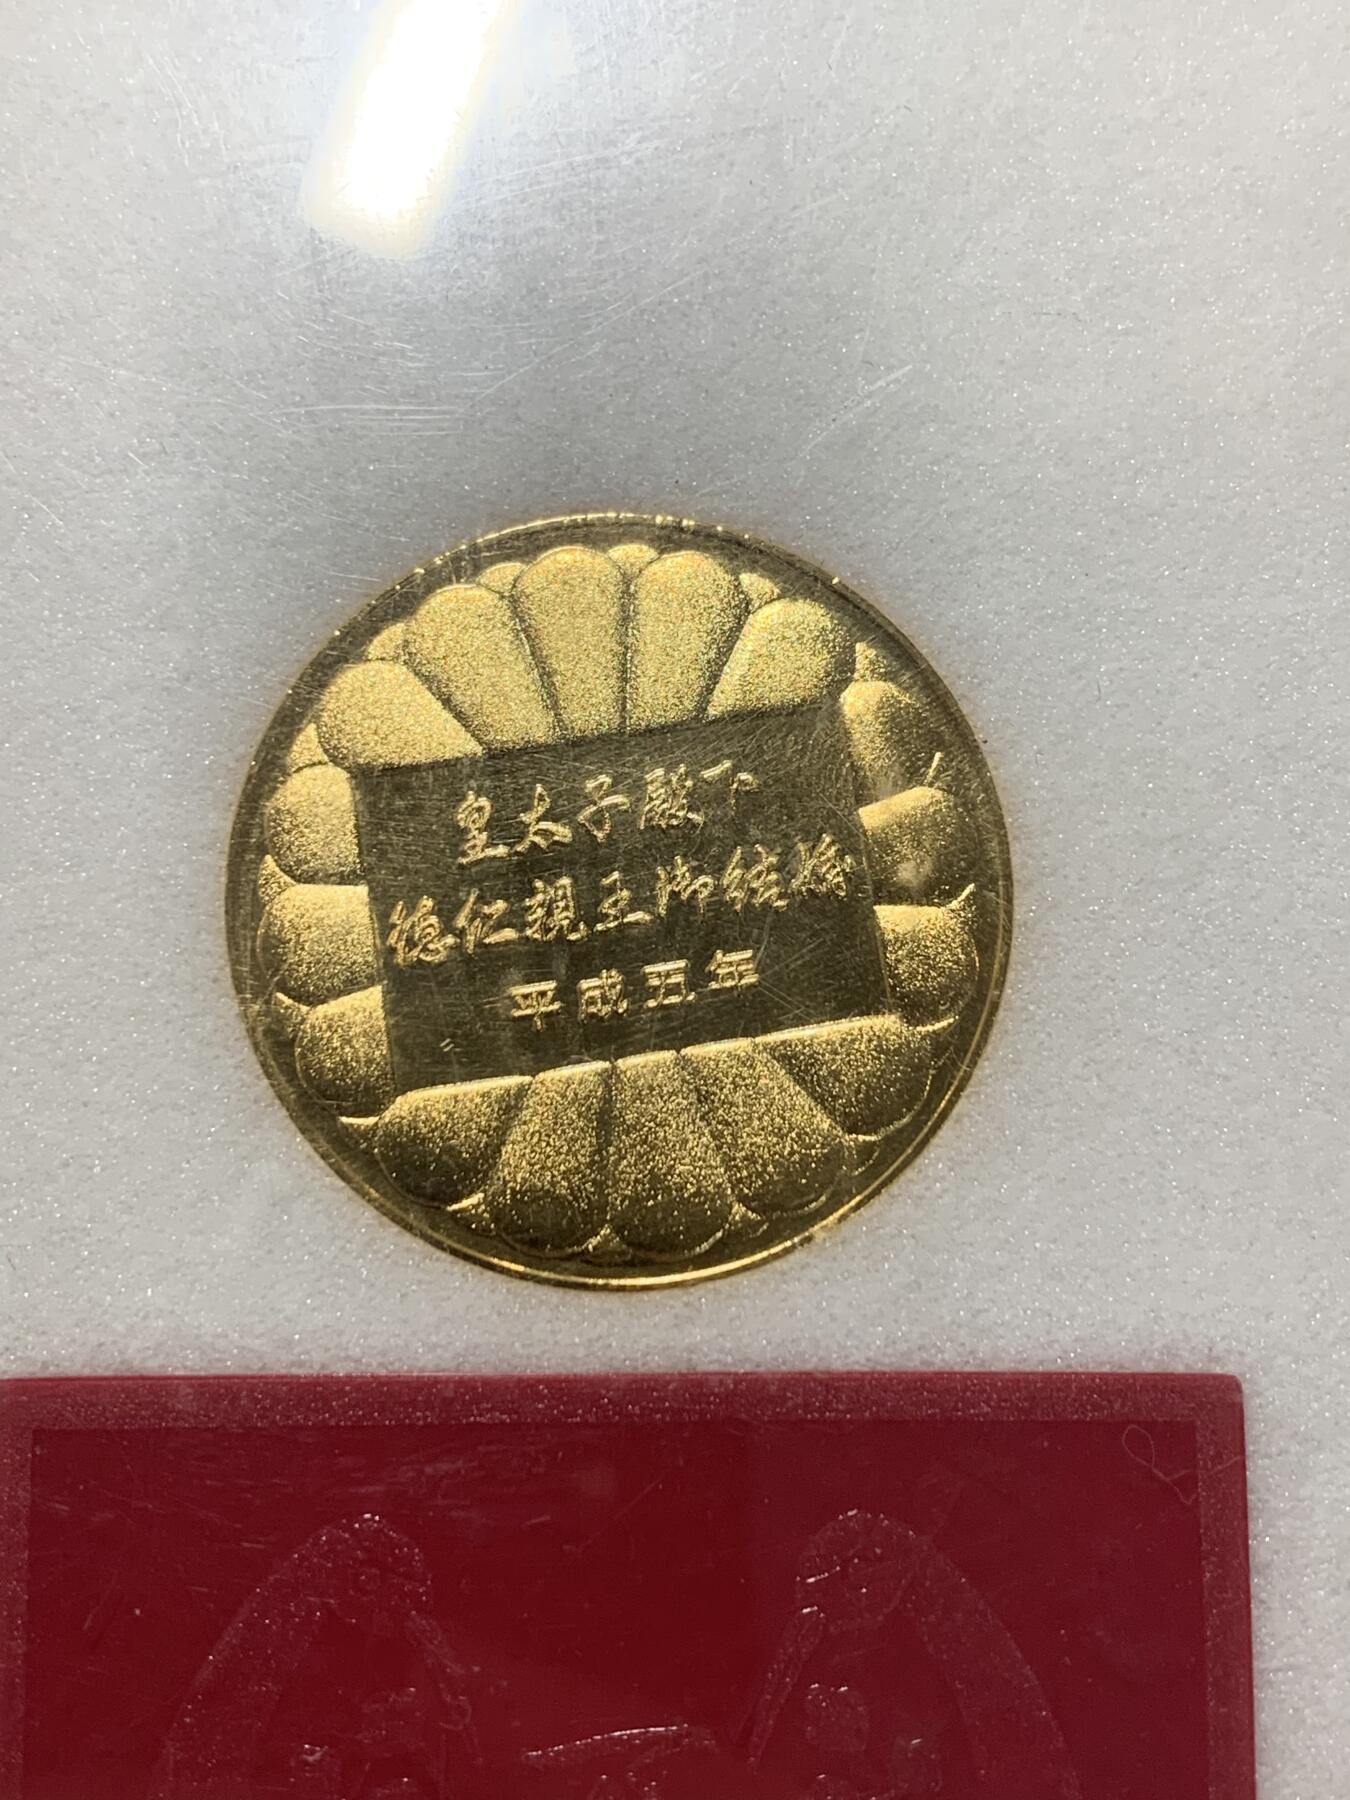 皇太子殿下
徳仁親王御結婚
平成五年